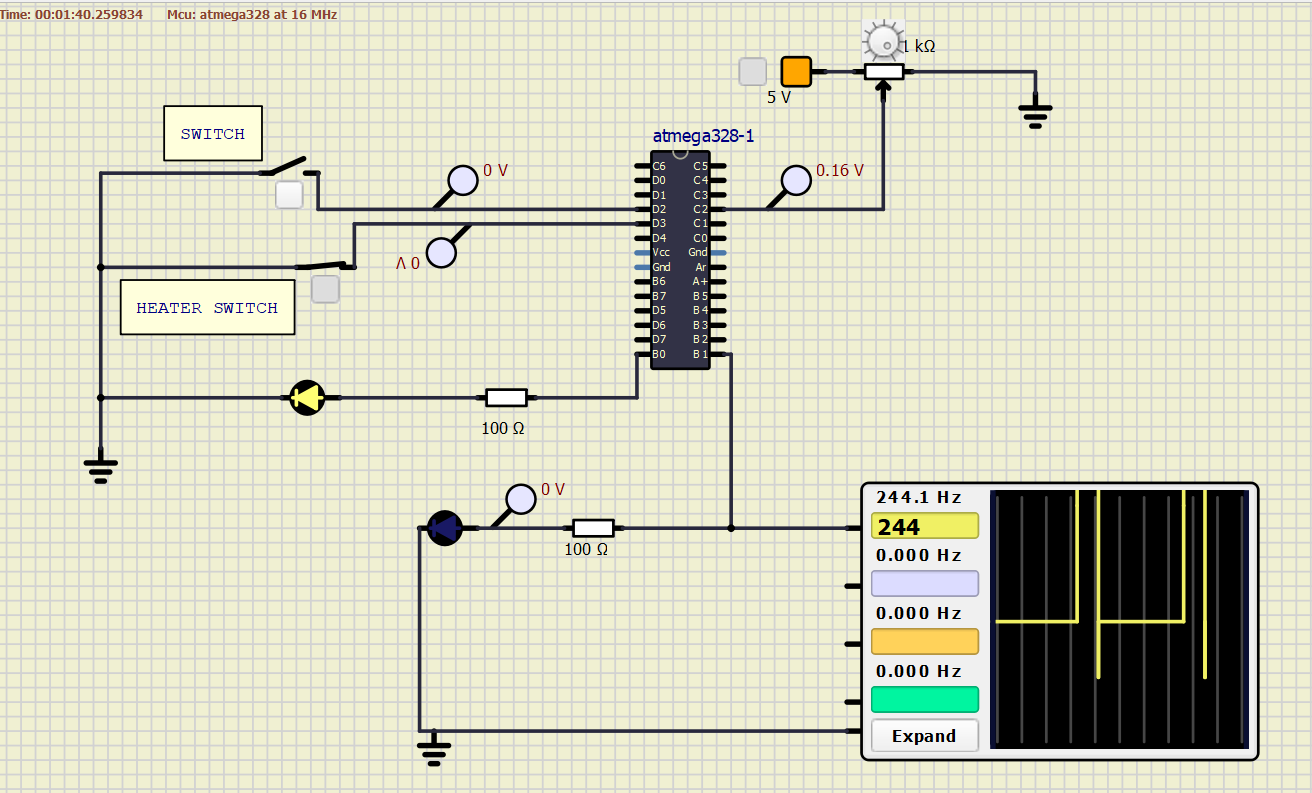 Time: 00:01:40.259834 Mcu: atmega328 at 16 MHz
1 kΩ
5 V
SWITCH
atmega328-1
0 V
0.16 V
0 V
HEATER SWITCH
C6 C5
D0 C4
D1 C3
D2 C2
D3 C1
D4 C0
Vcc Gnd
Gnd Ar
B6 A+
B7 B5
D5 B4
D6 B3
D7 B2
B0 B1
100 Ω
0 V
100 Ω
244.1 Hz
244
0.000 Hz
0.000 Hz
0.000 Hz
Expand